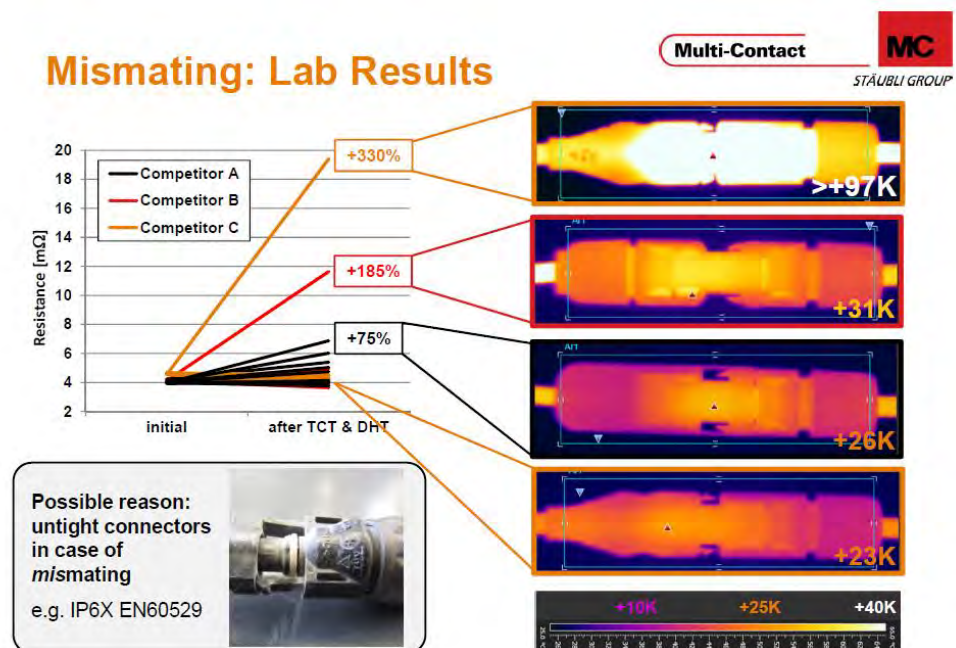 Mismating: Lab Results
Multi-Contact
MC
STÄUBLI GROUP
Resistance [mΩ]
20
18
16
14
12
10
8
6
4
2
Competitor A
Competitor B
Competitor C
initial
after TCT & DHT
+330%
+185%
+75%
>+97K
Ar1
+31K
Ar1
+26K
+23K
+10K
+25K
+40K
Possible reason:
untight connectors
in case of
mismating
e.g. IP6X EN60529